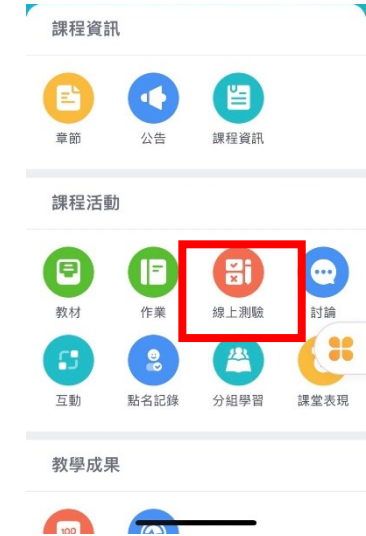 課程資訊
章節 公告 課程資訊
課程活動
教材 作業 線上測驗 討論
互動 點名記錄 分組學習 課堂表現
教學成果
100